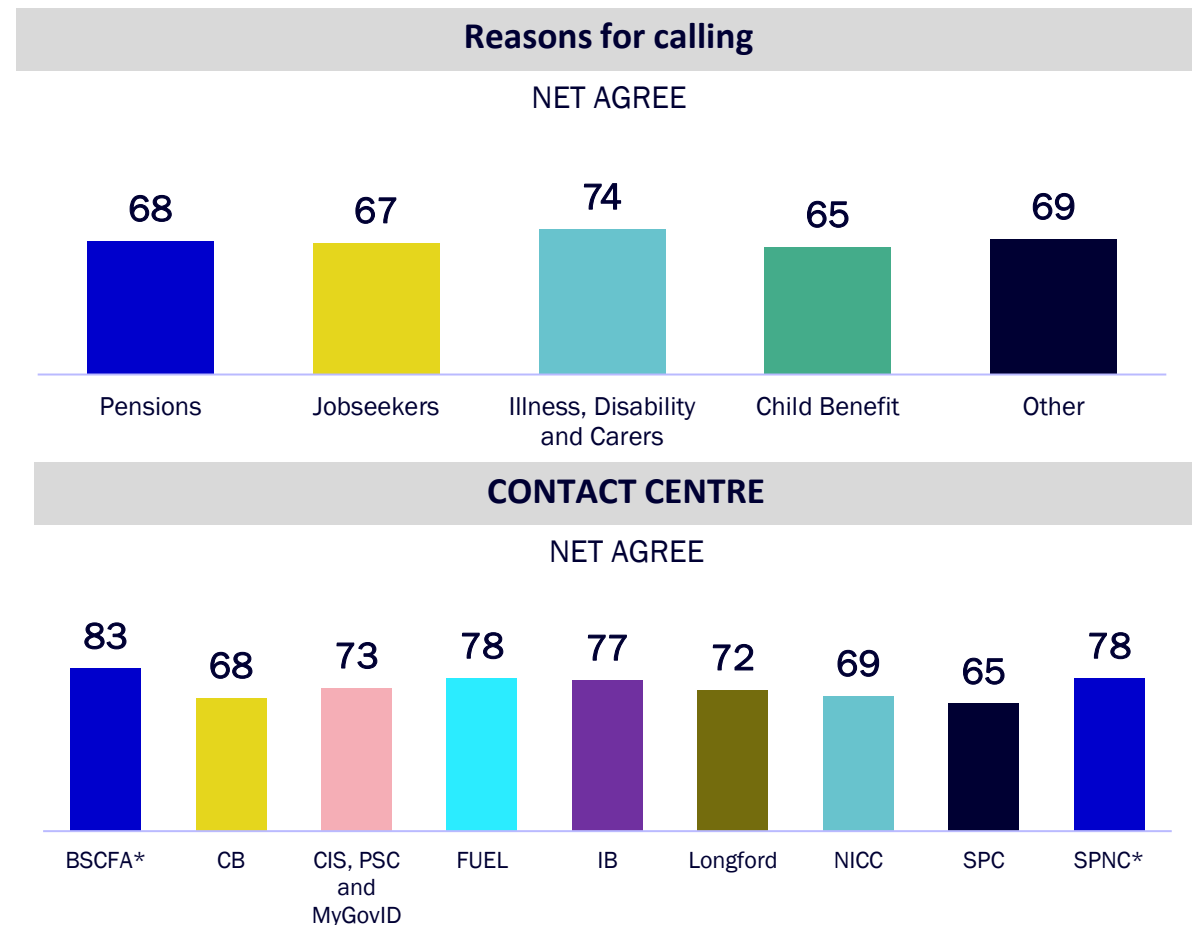 Reasons for calling
NET AGREE
68 67 74 65 69
Pensions Jobseekers Illness, Disability Child Benefit Other
and Carers
CONTACT CENTRE
NET AGREE
83 68 73 78 77 72 69 65 78
BSCFA* CB CIS, PSC FUEL IB Longford NICC SPC SPNC*
and
MyGovID